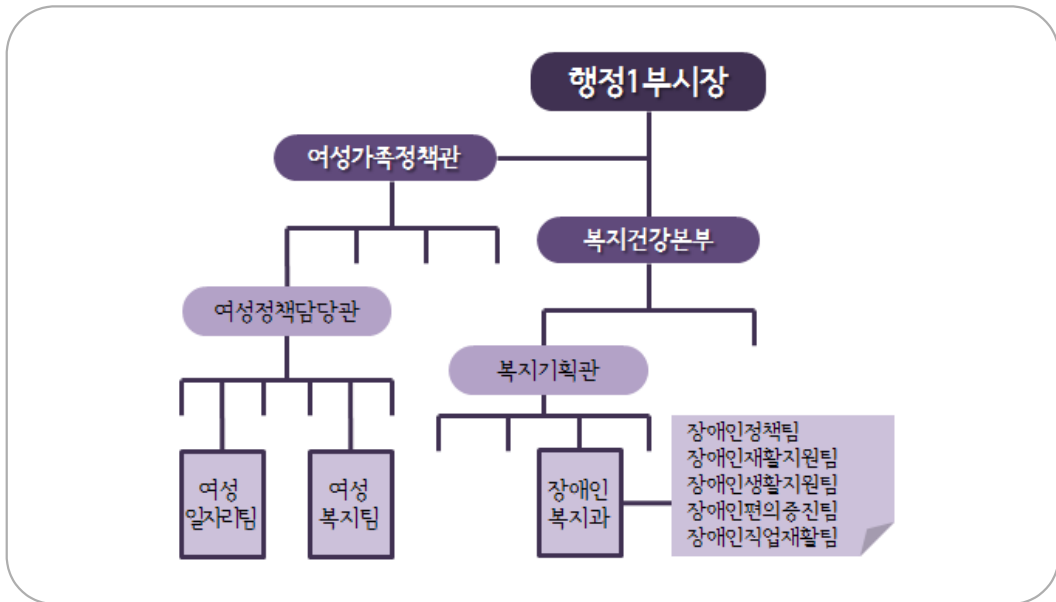 행정1부시장
여성가족정책관
복지건강본부
여성정책담당관
복지기획관
여성
일자리팀
여성
복지팀
장애인
복지과
장애인정책팀
장애인재활지원팀
장애인생활지원팀
장애인편의증진팀
장애인직업재활팀